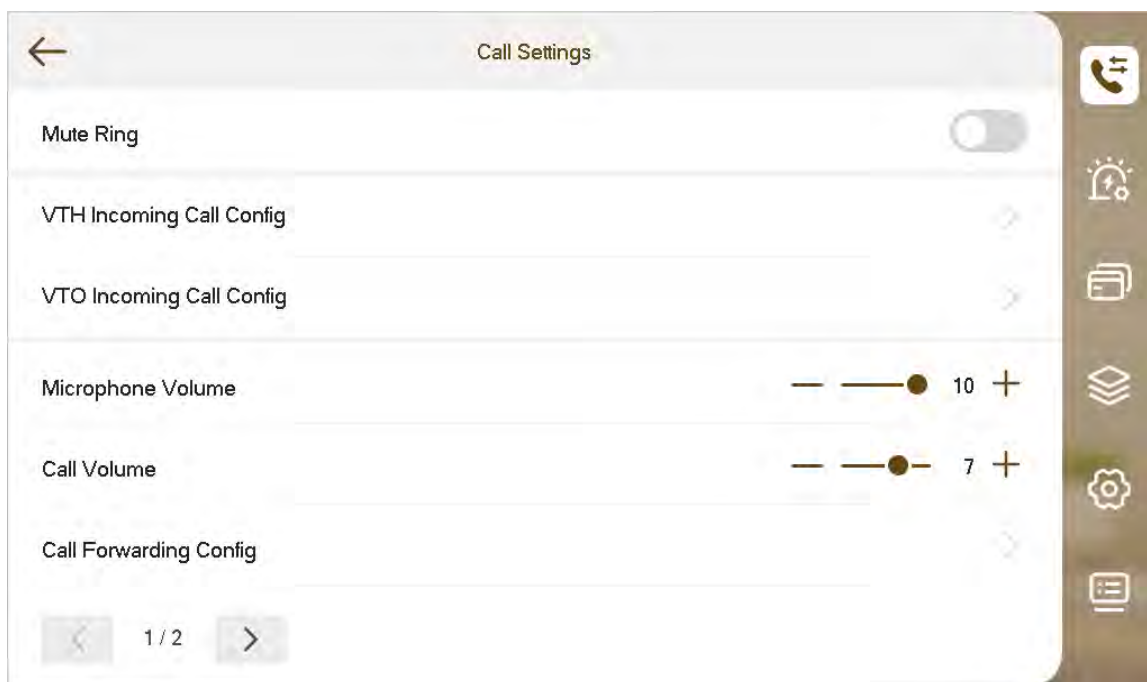 Call Settings
Mute Ring
VTH Incoming Call Config
VTO Incoming Call Config
Microphone Volume 10
Call Volume 7
Call Forwarding Config
1 / 2